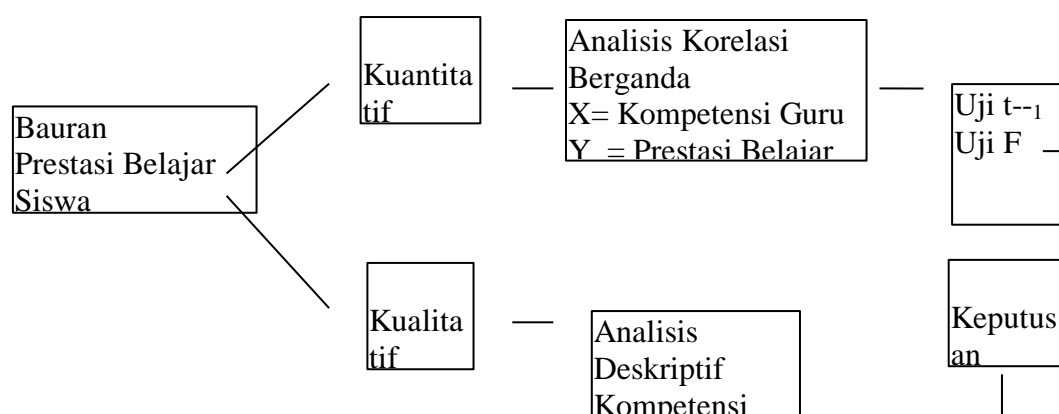 Bauran
Prestasi Belajar
Siswa
Kuantita
tif
Analisis Korelasi
Berganda
X= Kompetensi Guru
Y = Prestasi Belajar
Uji t--₁
Uji F
Kualita
tif
Analisis
Deskriptif
Kompetensi
Keputus
an